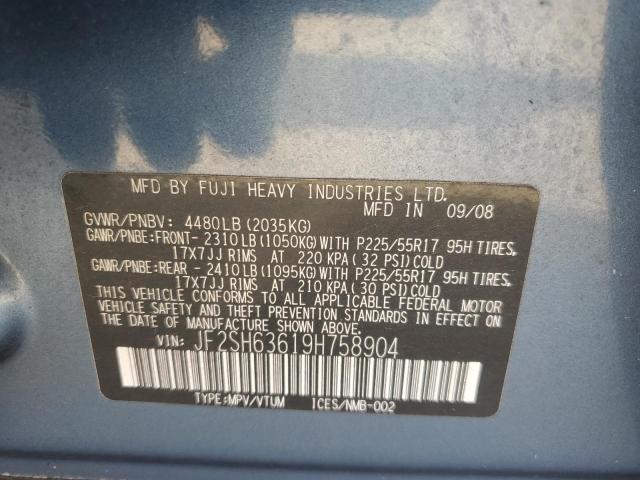 MFD BY FUJI HEAVY INDUSTRIES LTD.
MFD IN 09/08
GVWR/PNBV: 4480LB (2035KG)
GAWR/PNBE:FRONT- 2310LB(1050KG)WITH P225/55R17 95H TIRES,
17X7JJ RIMS AT 220 KPA ( 32 PSI)COLD
GAWR/PNBE:REAR - 2410LB(1095KG)WITH P225/55R17 95H TIRES,
17X7JJ RIMS AT 210 KPA ( 30 PSI)COLD
THIS VEHICLE CONFORMS TO ALL APPLICABLE FEDERAL MOTOR
VEHICLE SAFETY AND THEFT PREVENTION STANDARDS IN EFFECT ON
THE DATE OF MANUFACTURE SHOWN ABOVE.
VIN: JF2SH63619H758904
TYPE:MPV/VTUM ICES/NMB-002